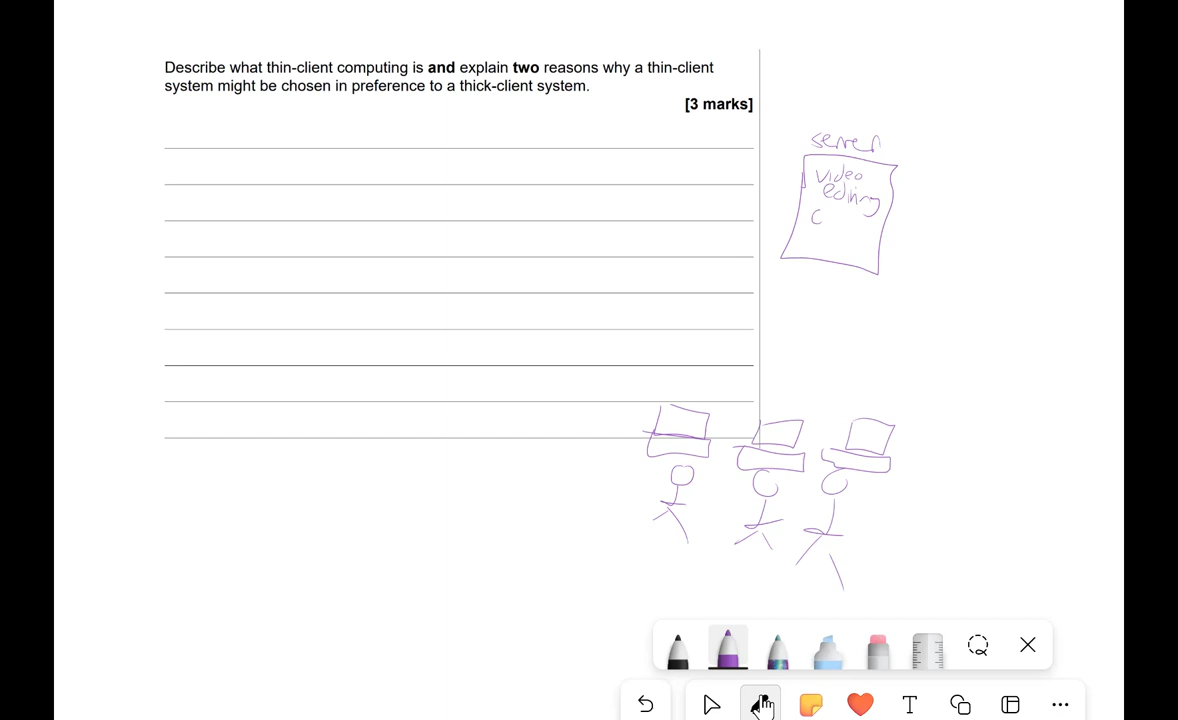 Describe what thin-client computing is and explain two reasons why a thin-client
system might be chosen in preference to a thick-client system.
[3 marks]
server
video
editing
C
T